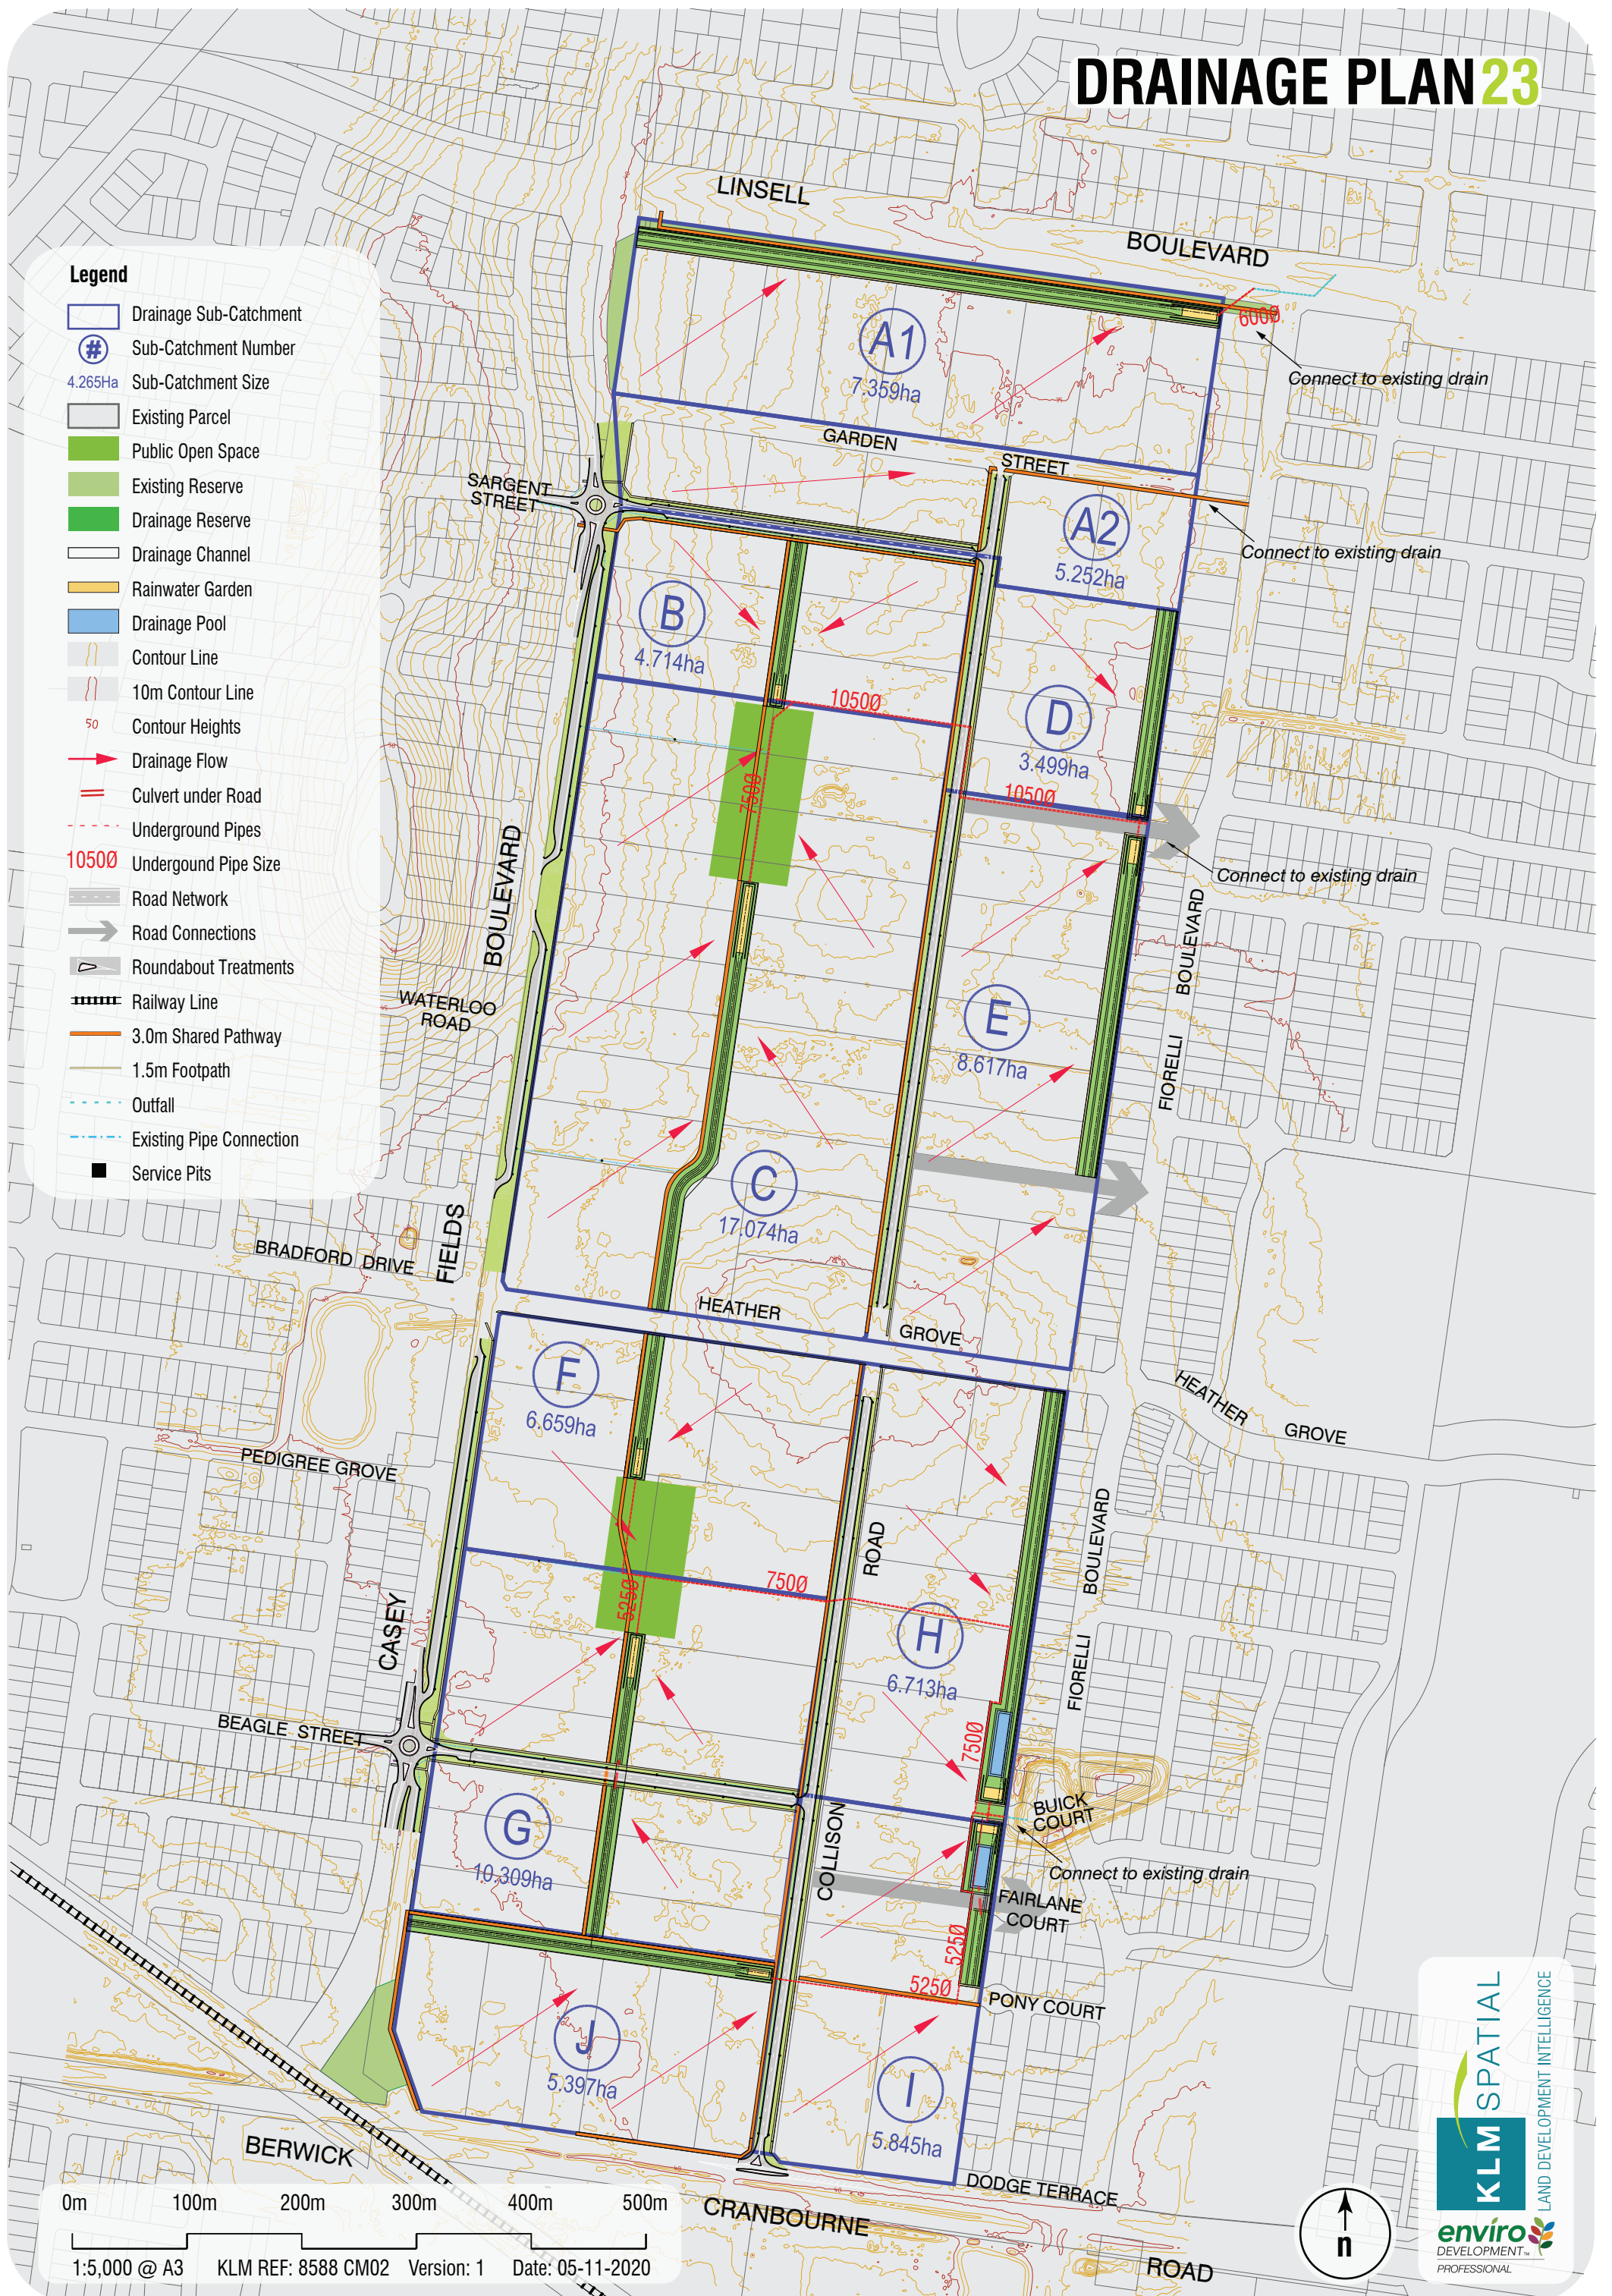 DRAINAGE PLAN 23
LINSELL
BOULEVARD
Legend
Drainage Sub-Catchment
# Sub-Catchment Number
4.265Ha Sub-Catchment Size
Existing Parcel
Public Open Space
Existing Reserve
Drainage Reserve
Drainage Channel
Rainwater Garden
Drainage Pool
Contour Line
10m Contour Line
50 Contour Heights
Drainage Flow
Culvert under Road
Underground Pipes
1050Ø Undergound Pipe Size
Road Network
Road Connections
Roundabout Treatments
Railway Line
3.0m Shared Pathway
1.5m Footpath
Outfall
Existing Pipe Connection
Service Pits
600Ø
Connect to existing drain
A1
7.359ha
GARDEN
STREET
SARGENT
STREET
A2
5.252ha
Connect to existing drain
B
4.714ha
1050Ø
D
3.499ha
750Ø
1050Ø
Connect to existing drain
BOULEVARD
BOULEVARD
FIORELLI
WATERLOO
ROAD
E
8.617ha
C
17.074ha
FIELDS
BRADFORD DRIVE
HEATHER
GROVE
HEATHER
GROVE
F
6.659ha
PEDIGREE GROVE
BOULEVARD
FIORELLI
ROAD
750Ø
525Ø
CASEY
H
6.713ha
BEAGLE STREET
750Ø
BUICK
COURT
Connect to existing drain
G
10.309ha
COLLISON
FAIRLANE
COURT
525Ø
525Ø
PONY COURT
J
5.397ha
I
5.845ha
DODGE TERRACE
BERWICK
CRANBOURNE
ROAD
0m 100m 200m 300m 400m 500m
1:5,000 @ A3 KLM REF: 8588 CM02 Version: 1 Date: 05-11-2020
n
KLM SPATIAL
LAND DEVELOPMENT INTELLIGENCE
enviro
DEVELOPMENT™
PROFESSIONAL